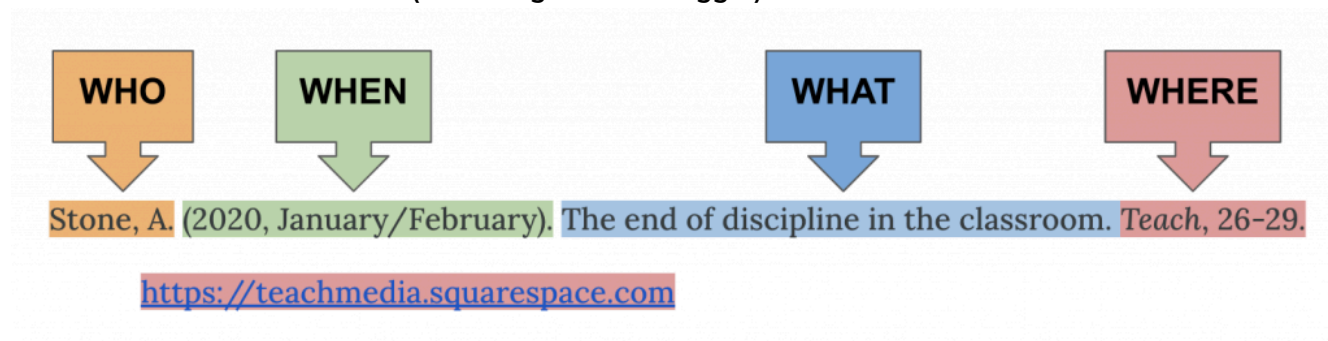 WHO WHEN WHAT WHERE
Stone, A. (2020, January/February). The end of discipline in the classroom. Teach, 26-29.
https://teachmedia.squarespace.com